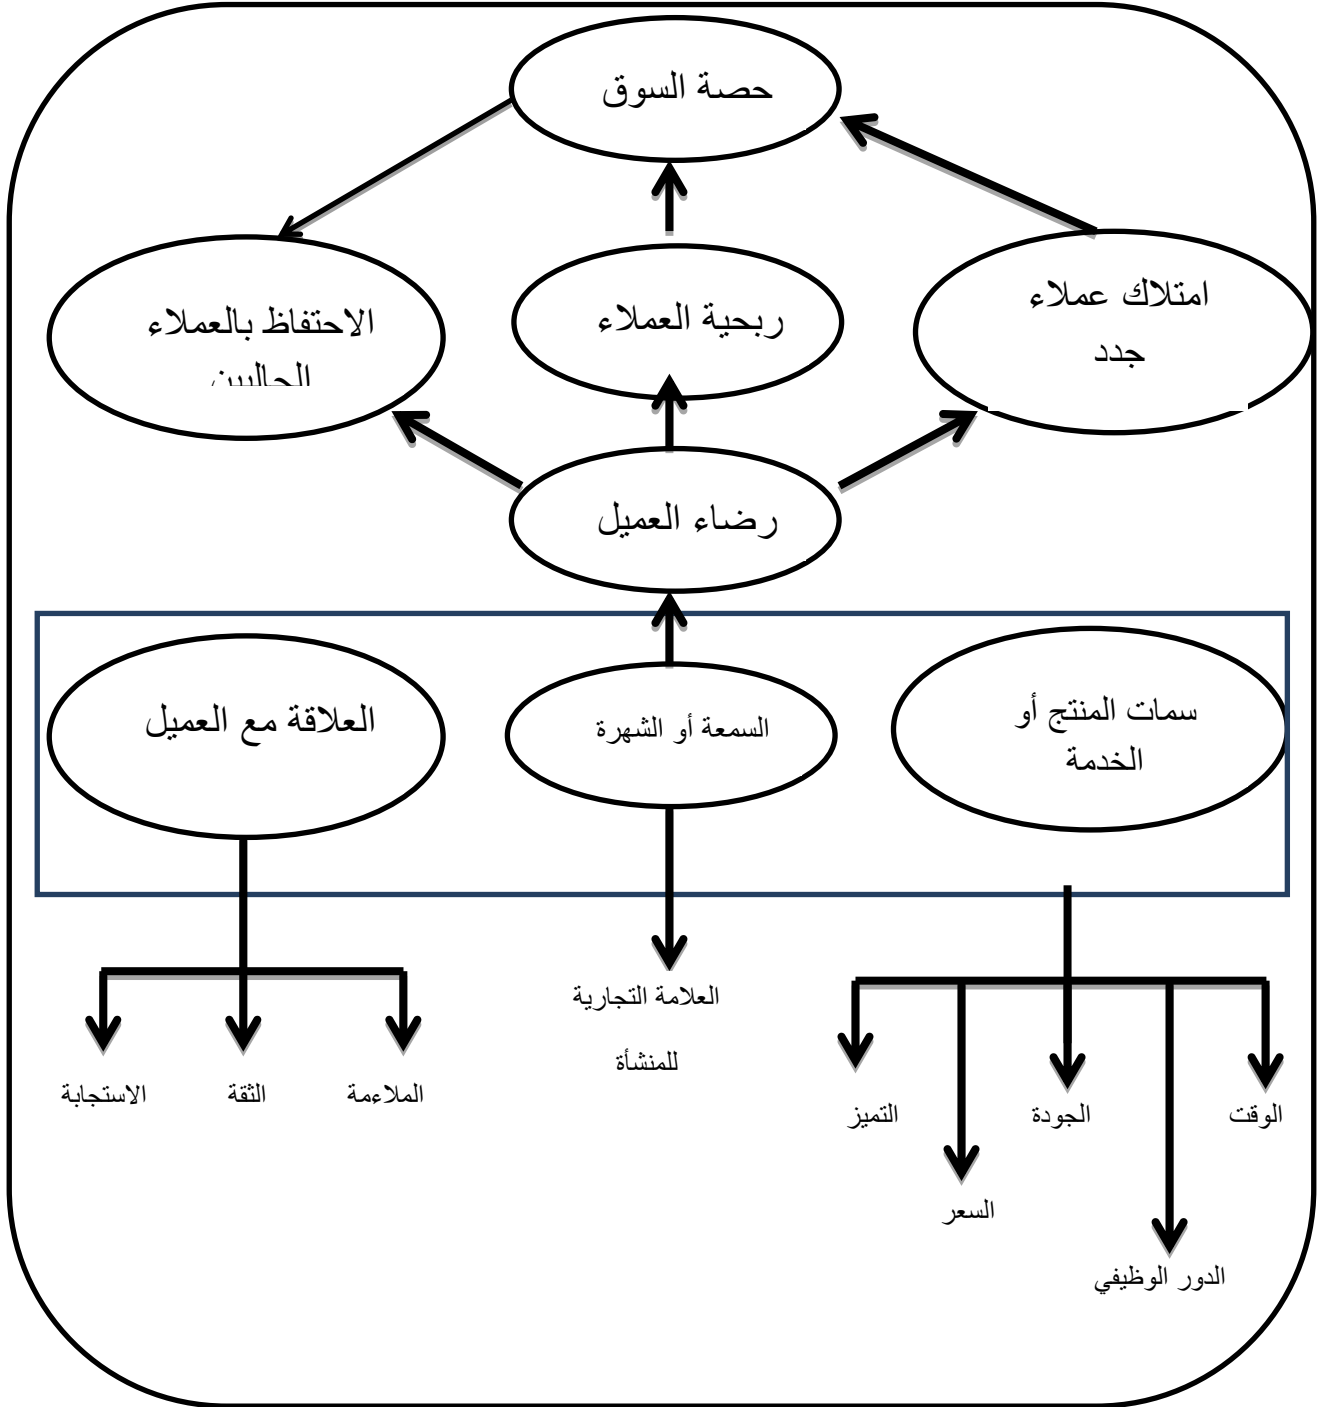 حصة السوق
امتلاك عملاء
جدد
ربحية العملاء
الاحتفاظ بالعملاء
الحاليين
رضاء العميل
سمات المنتج أو
الخدمة
السمعة أو الشهرة
العلاقة مع العميل
الوقت
الدور الوظيفي
الجودة
السعر
التميز
العلامة التجارية
للمنشأة
الملاءمة
الثقة
الاستجابة